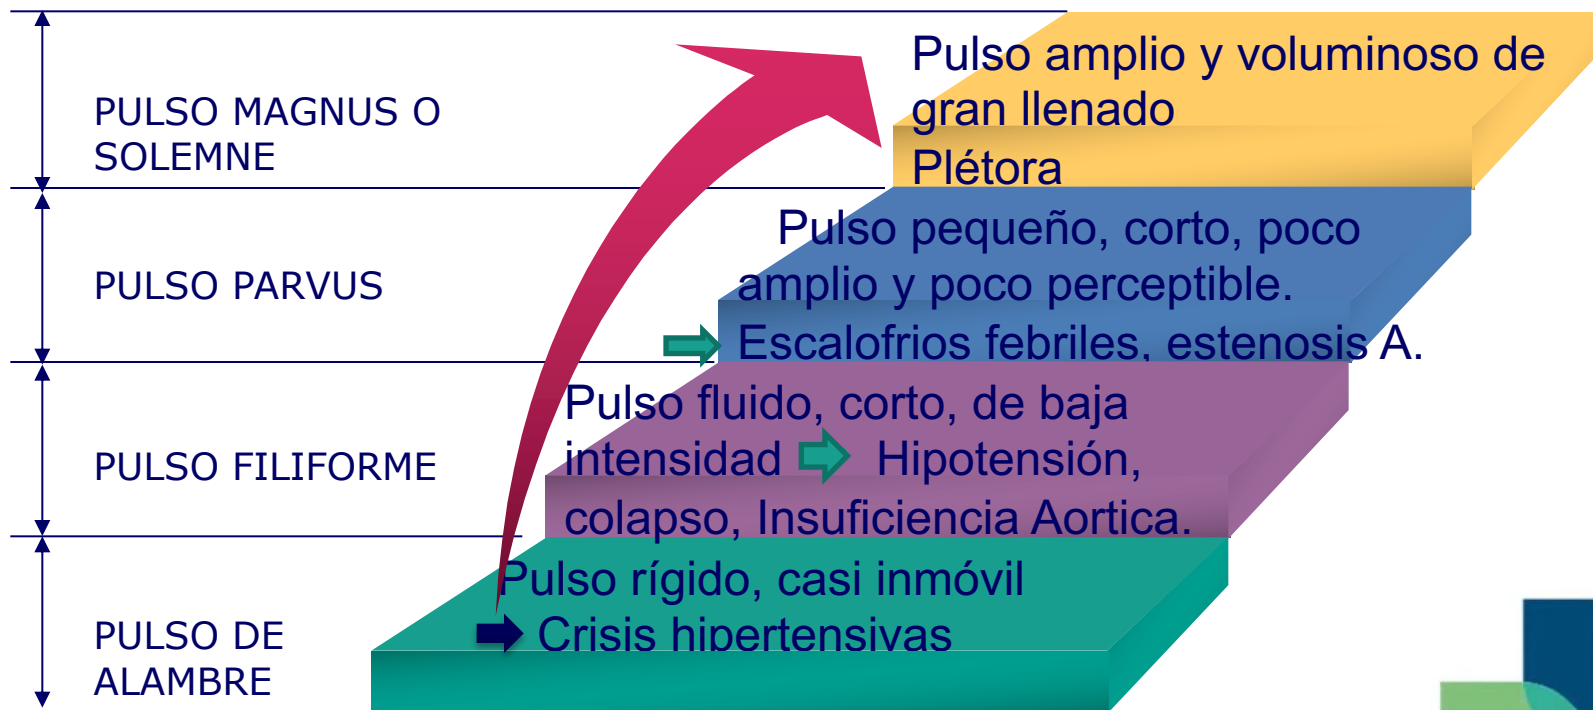 PULSO MAGNUS O
SOLEMNE
Pulso amplio y voluminoso de
gran llenado
Plétora
PULSO PARVUS
Pulso pequeño, corto, poco
amplio y poco perceptible.
Escalofrios febriles, estenosis A.
PULSO FILIFORME
Pulso fluido, corto, de baja
intensidad Hipotensión,
colapso, Insuficiencia Aortica.
PULSO DE
ALAMBRE
Pulso rígido, casi inmóvil
Crisis hipertensivas